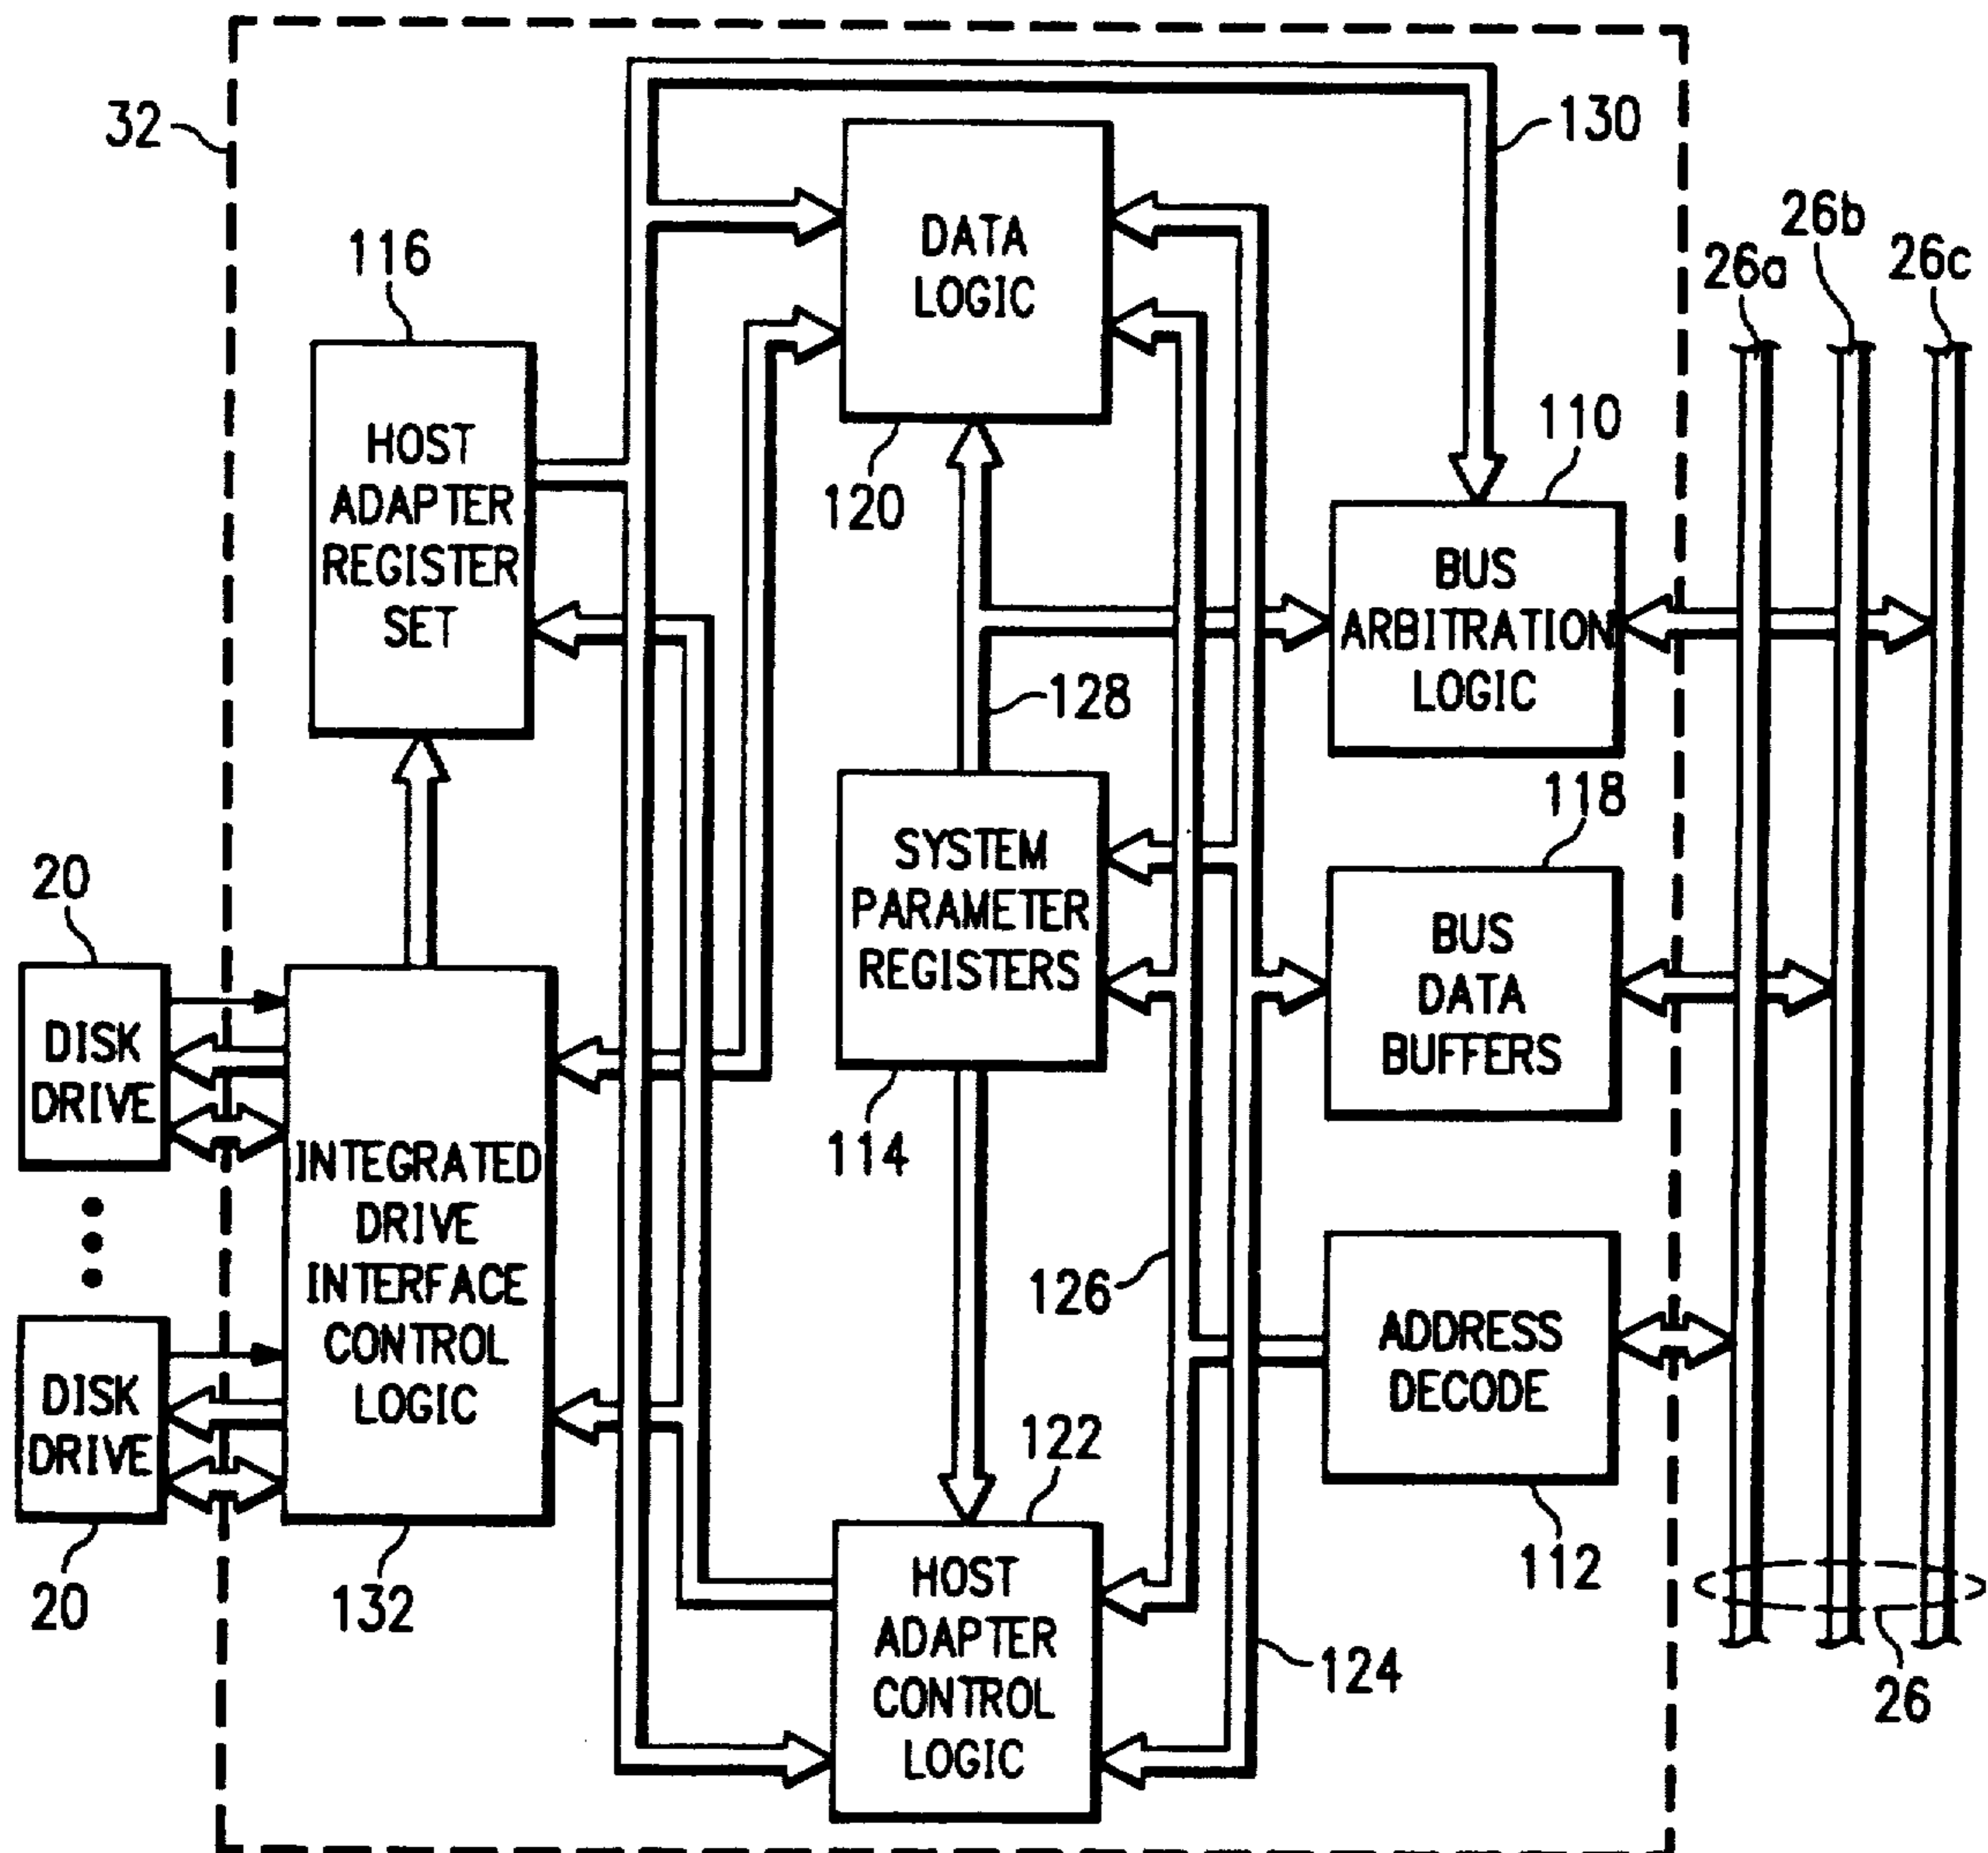 32
130
116
DATA
LOGIC
26a
26b
26c
HOST
ADAPTER
REGISTER
SET
120
110
BUS
ARBITRATION
LOGIC
128
118
SYSTEM
PARAMETER
REGISTERS
BUS
DATA
BUFFERS
20
DISK
DRIVE
114
INTEGRATED
DRIVE
INTERFACE
CONTROL
LOGIC
126
ADDRESS
DECODE
DISK
DRIVE
122
112
20
132
HOST
ADAPTER
CONTROL
LOGIC
124
26